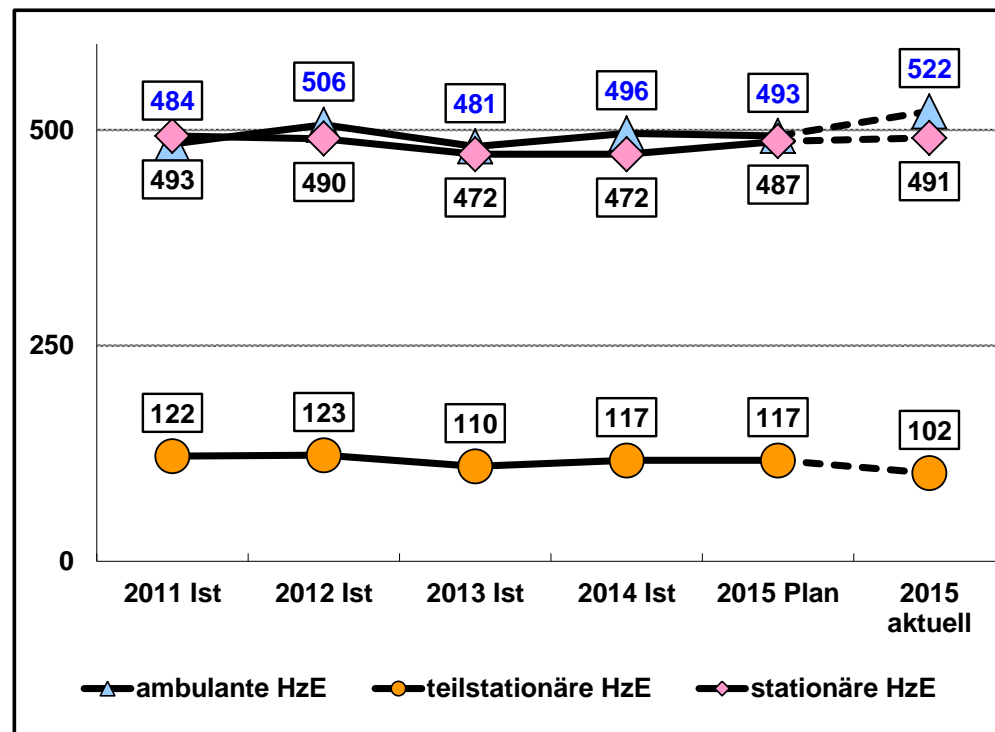 484 506 481 496 493 522
500
493 490 472 472 487 491
250
122 123 110 117 117 102
0
2011 Ist 2012 Ist 2013 Ist 2014 Ist 2015 Plan 2015
aktuell
ambulante HzE teilstationäre HzE stationäre HzE